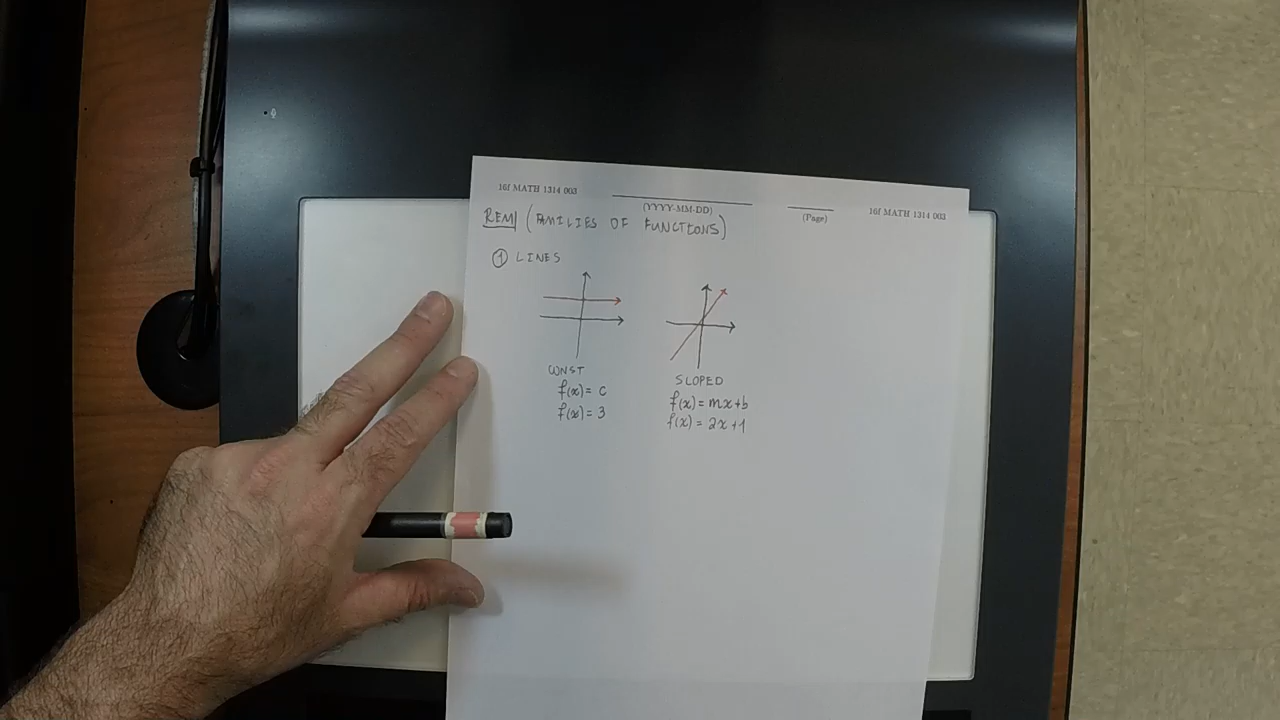 16f MATH 1314 003
(YYYY-MM-DD)
(Page)
16f MATH 1314 003
REM (FAMILIES OF FUNCTIONS)
① LINES
CONST
f(x) = c
f(x) = 3
SLOPED
f(x) = mx+b
f(x) = 2x+1